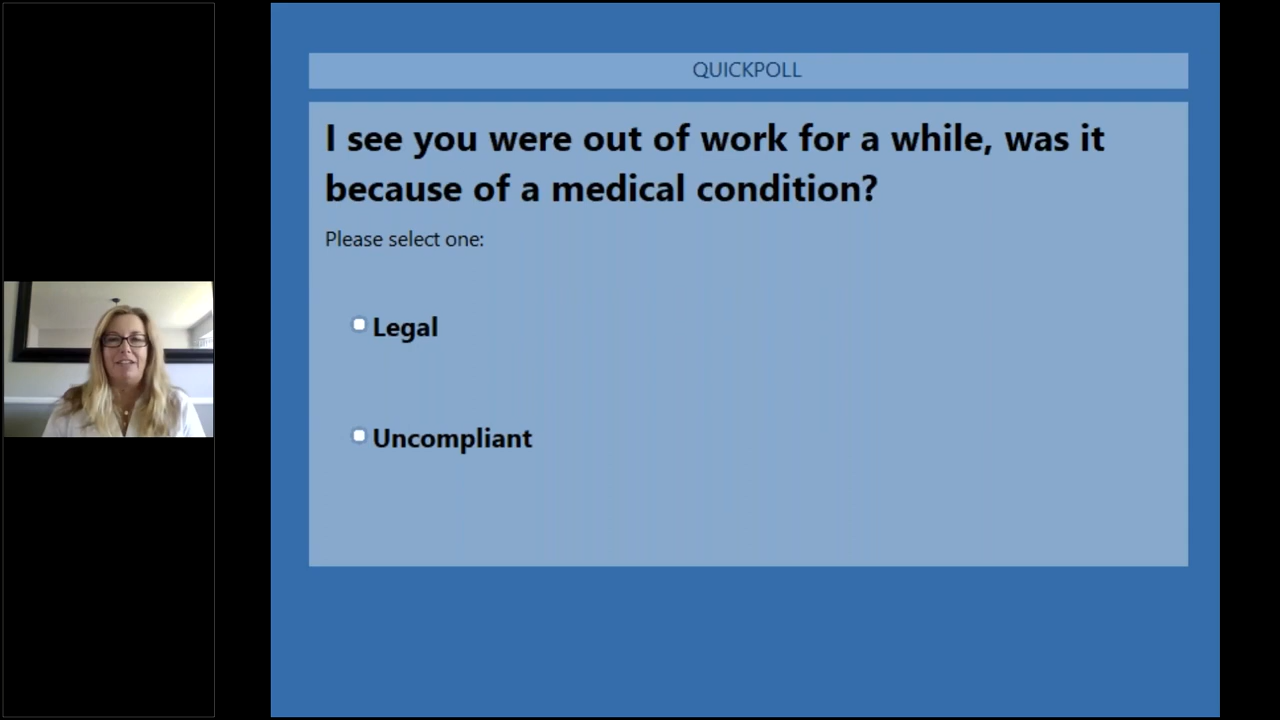 QUICKPOLL
I see you were out of work for a while, was it
because of a medical condition?
Please select one:
Legal
Uncompliant